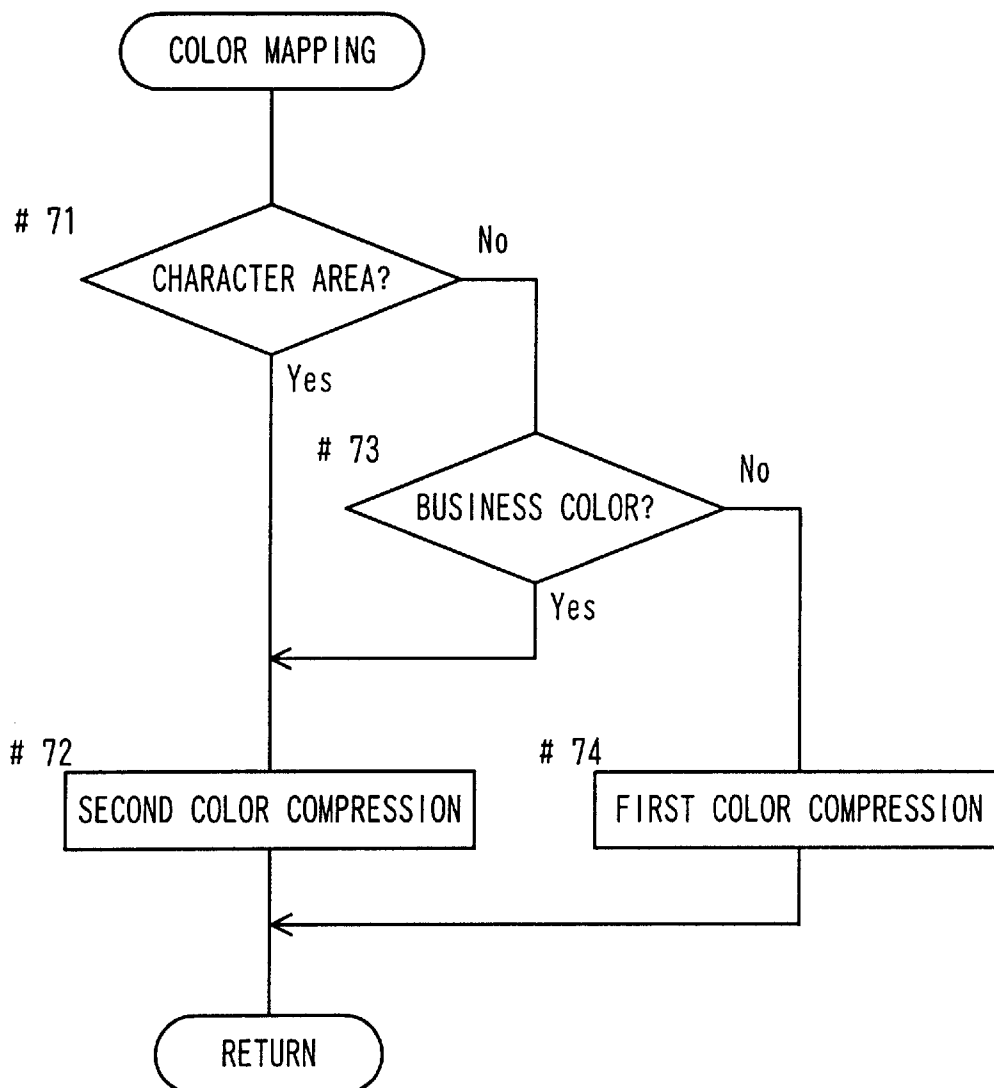 COLOR MAPPING
# 71
No
CHARACTER AREA?
Yes
# 73
No
BUSINESS COLOR?
Yes
# 72
# 74
SECOND COLOR COMPRESSION
FIRST COLOR COMPRESSION
RETURN